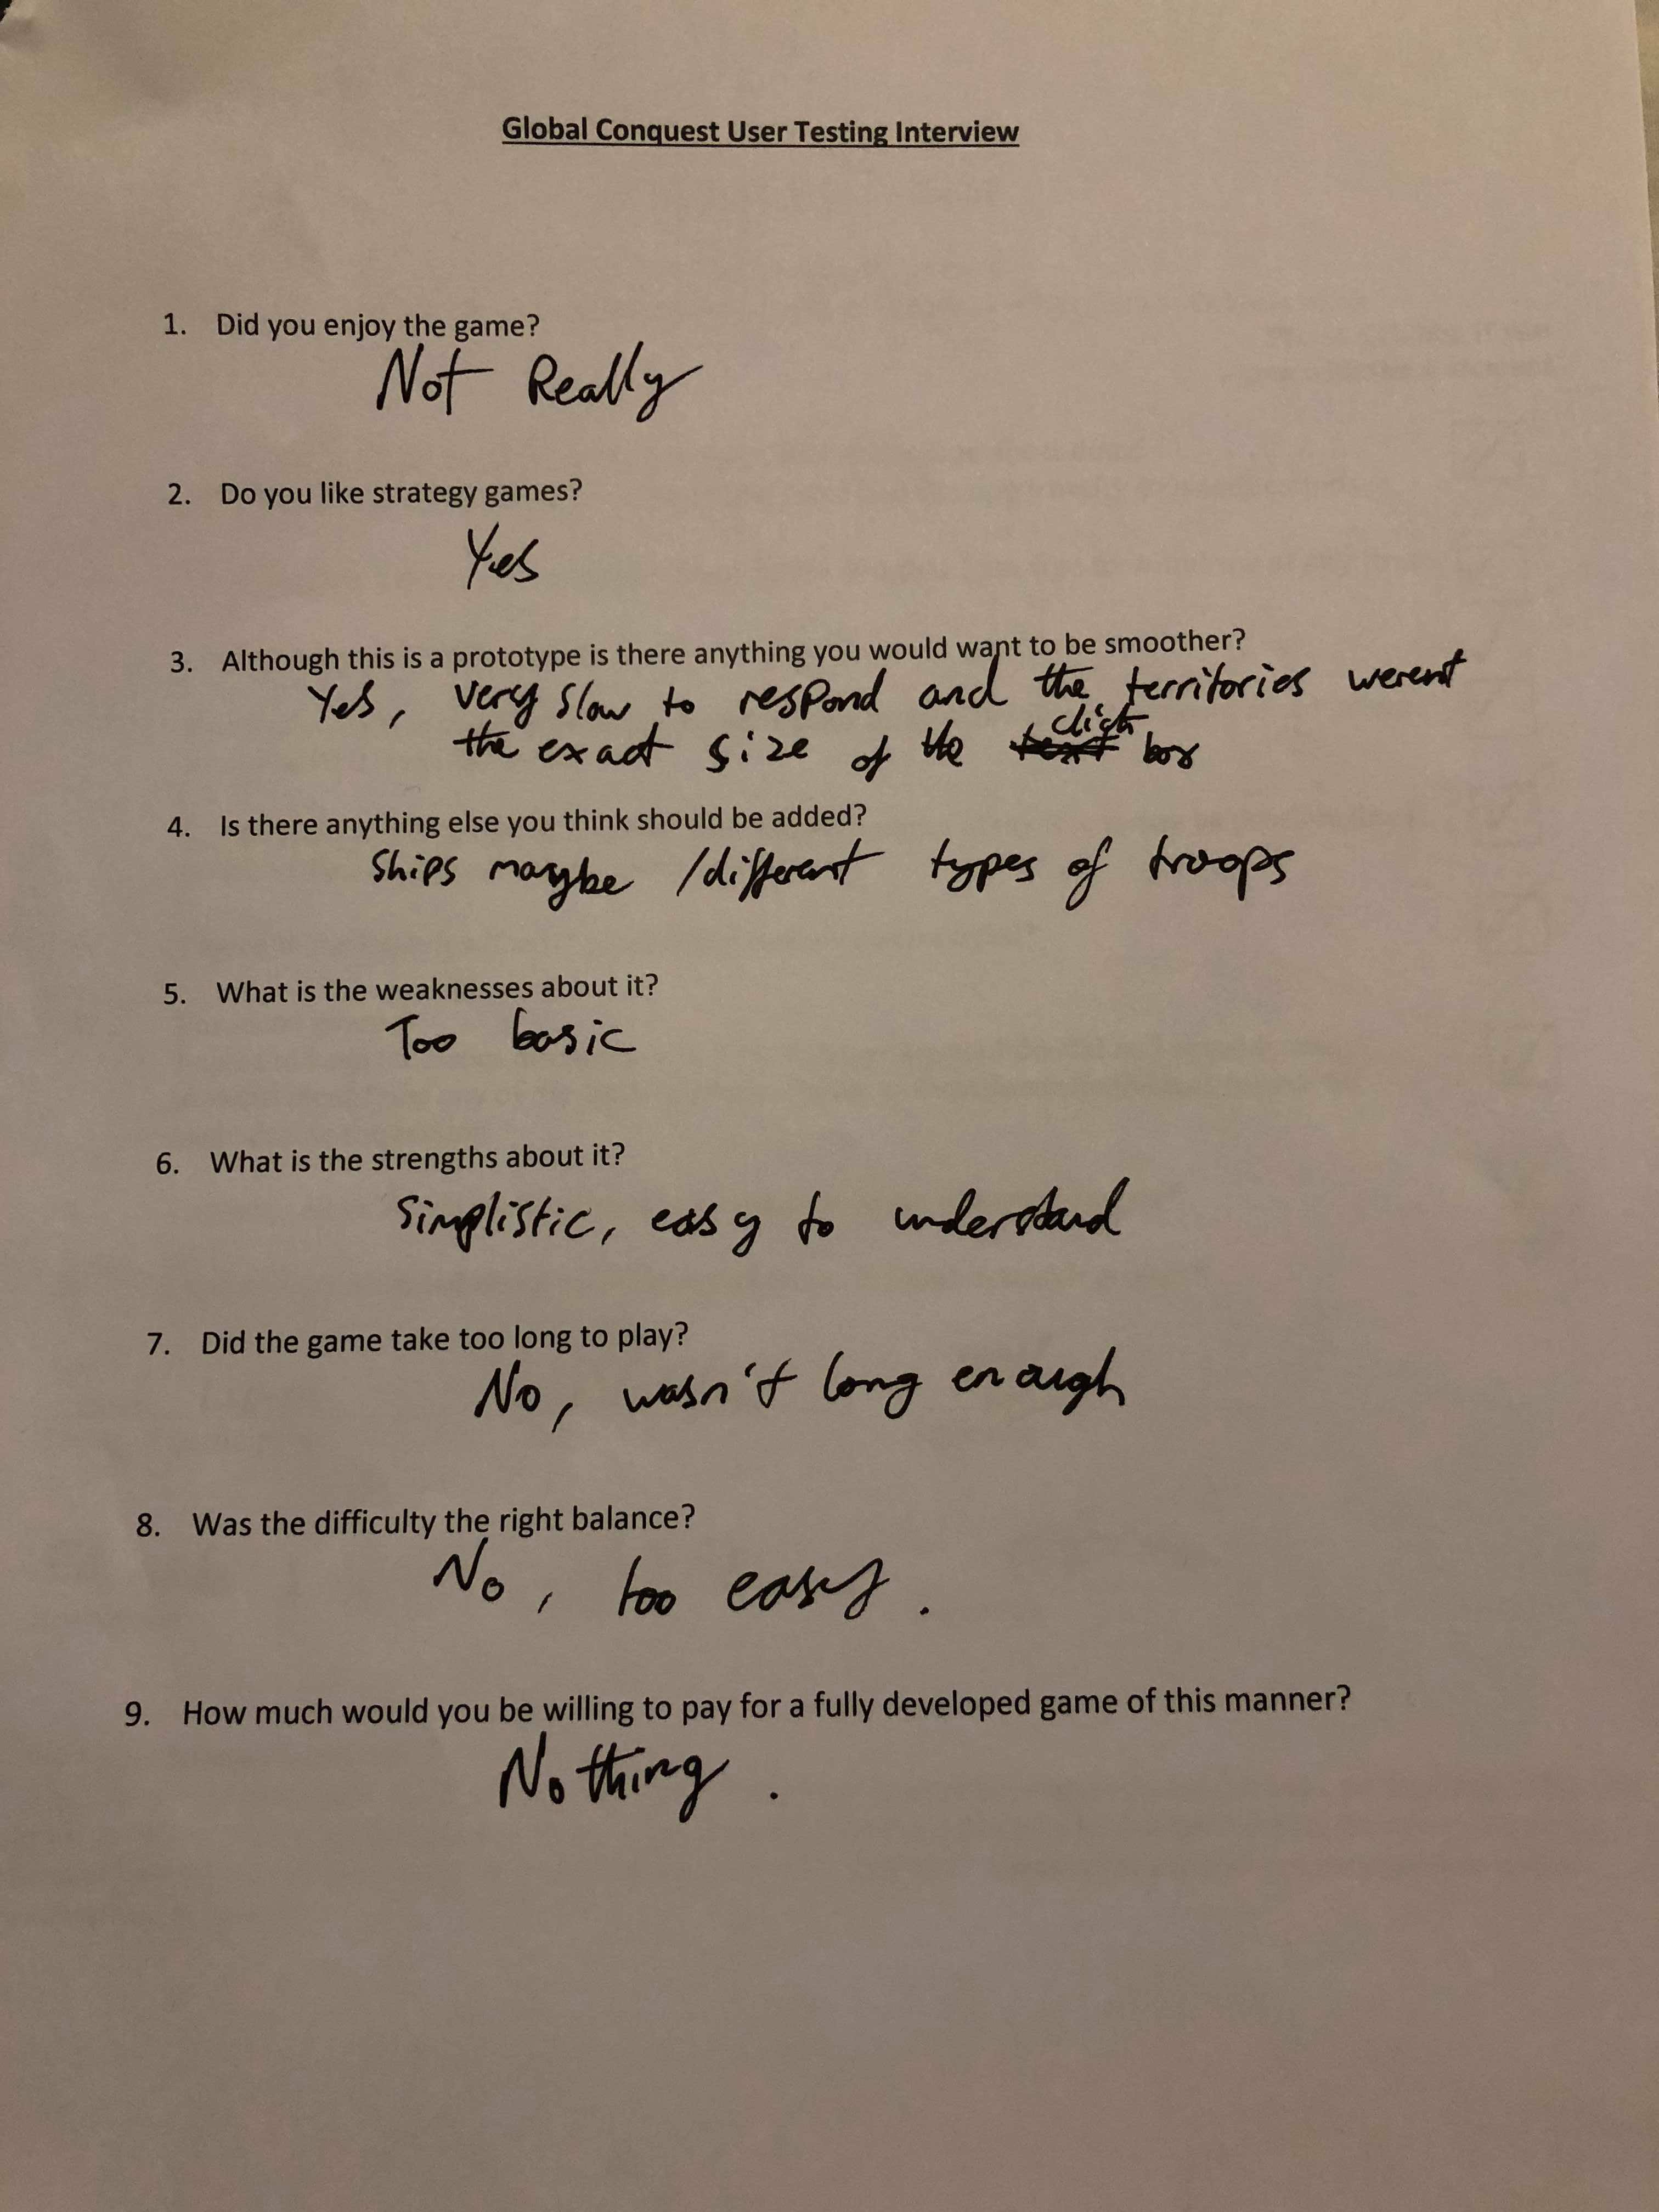 Global Conquest User Testing Interview
1. Did you enjoy the game?
Not Really
2. Do you like strategy games?
Yes
3. Although this is a prototype is there anything you would want to be smoother?
Yes, very slow to respond and the territories werent
the exact size of the click box
4. Is there anything else you think should be added?
Ships maybe /different types of troops
5. What is the weaknesses about it?
Too basic
6. What is the strengths about it?
Simplistic, easy to understand
7. Did the game take too long to play?
No, wasn't long enough
8. Was the difficulty the right balance?
No, too easy.
9. How much would you be willing to pay for a fully developed game of this manner?
Nothing.